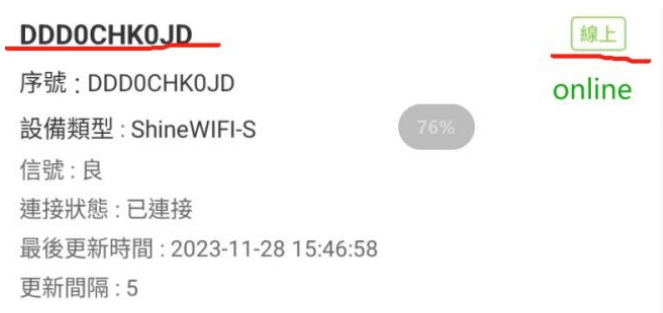 DDD0CHK0JD
線上
序號 : DDD0CHK0JD
online
設備類型 : ShineWIFI-S
76%
信號 : 良
連接狀態 : 已連接
最後更新時間 : 2023-11-28 15:46:58
更新間隔 : 5